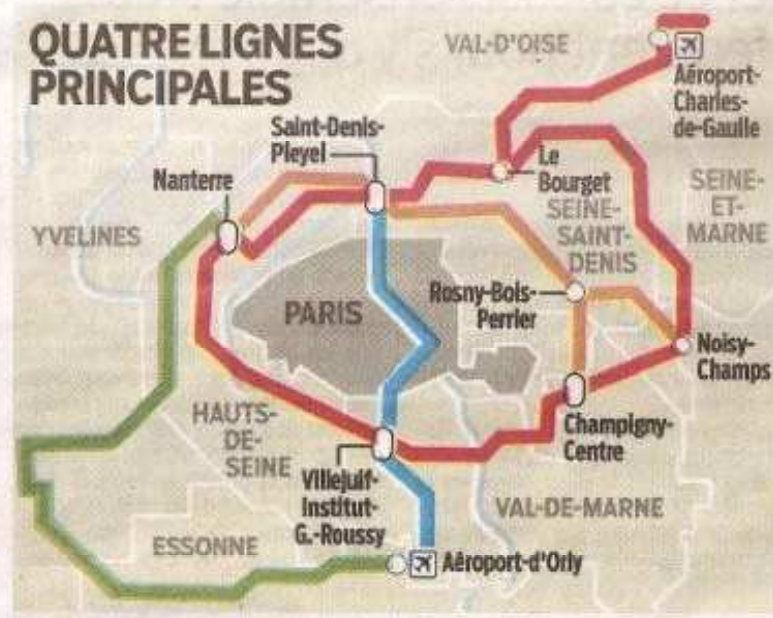 QUATRE LIGNES
PRINCIPALES
VAL-D'OISE
Aéroport-
Charles-
de-Gaulle
Saint-Denis-
Pleyel
Nanterre
Le
Bourget
SEINE-
ET-
MARNE
YVELINES
SEINE-
SAINT-
DENIS
PARIS
Rosny-Bois-
Perrier
Noisy-
Champs
HAUTS-
DE-
SEINE
Champigny-
Centre
Villejuif-
Institut-
G.-Roussy
VAL-DE-MARNE
ESSONNE
Aéroport-d'Orly